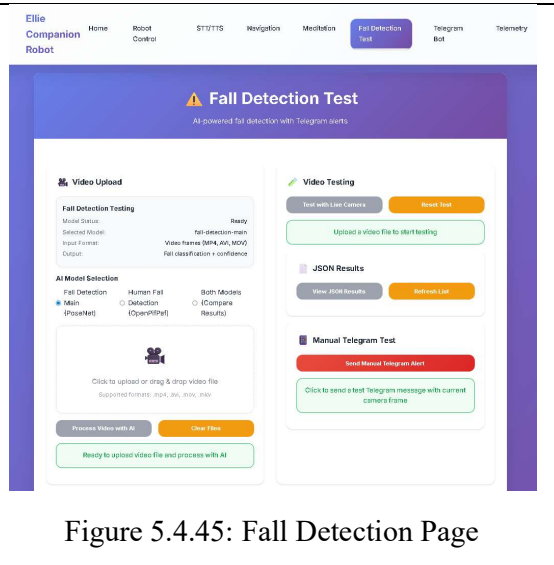 Ellie
Companion
Robot
Home
Robot
Control
STT/TTS
Navigation
Meditation
Fall Detection
Test
Telegram
Bot
Telemetry
Fall Detection Test
AI-powered fall detection with Telegram alerts
Video Upload
Fall Detection Testing
Model Status: Ready
Selected Model: fall-detection-main
Input Format: Video frames (MP4, AVI, MOV)
Output: Fall classification + confidence
AI Model Selection
Fall Detection
Main
(PoseNet)
Human Fall
Detection
(OpenPifPaf)
Both Models
(Compare
Results)
Click to upload or drag & drop video file
Supported formats: .mp4, .avi, .mov, .mkv
Process Video with AI
Clear Files
Ready to upload video file and process with AI
Video Testing
Test with Live Camera
Reset Test
Upload a video file to start testing
JSON Results
View JSON Results
Refresh List
Manual Telegram Test
Send Manual Telegram Alert
Click to send a test Telegram message with current
camera frame
Figure 5.4.45: Fall Detection Page